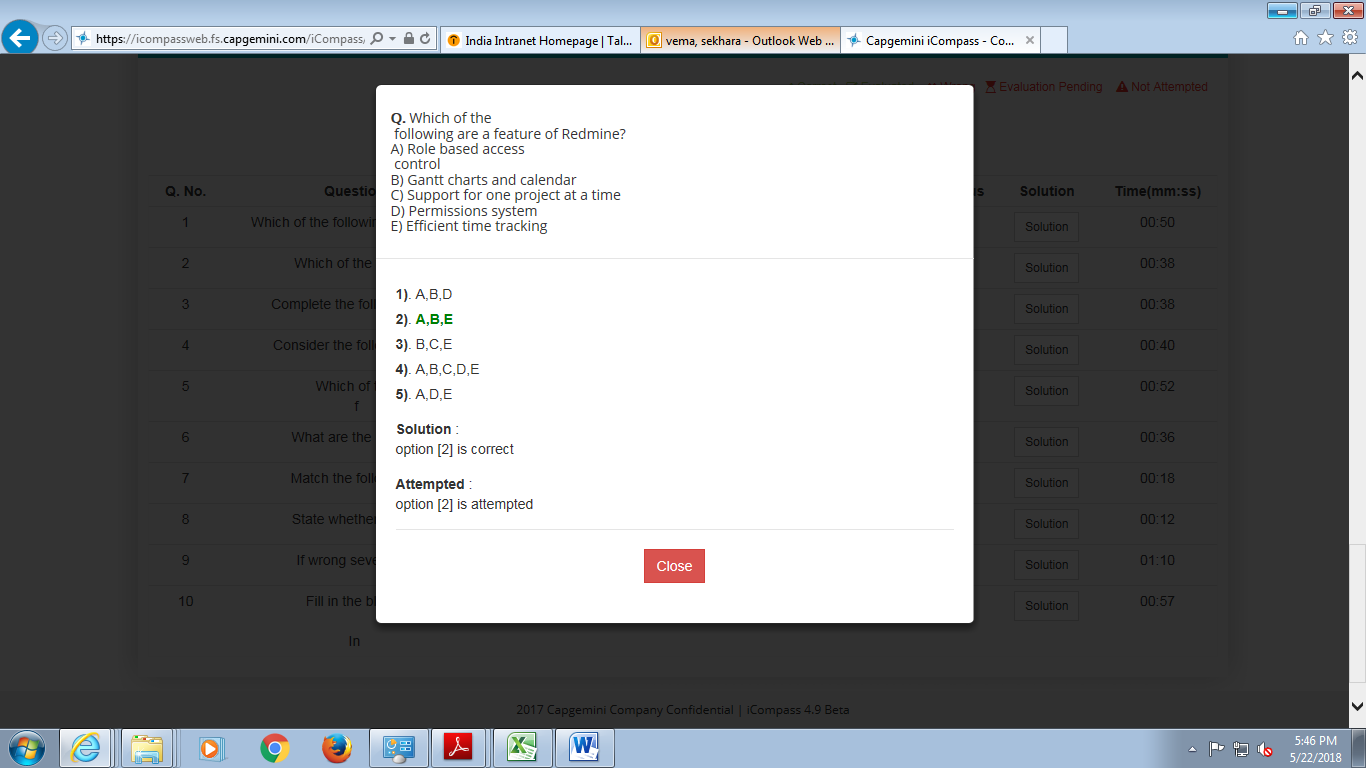 https://icompassweb.fs.capgemini.com/iCompass,
India Intranet Homepage | Tal...
vema, sekhara - Outlook Web ...
Capgemini iCompass - Co...
Evaluation Pending
Not Attempted
Q. Which of the
following are a feature of Redmine?
A) Role based access
control
B) Gantt charts and calendar
C) Support for one project at a time
D) Permissions system
E) Efficient time tracking
1). A,B,D
2). A,B,E
3). B,C,E
4). A,B,C,D,E
5). A,D,E
Solution :
option [2] is correct
Attempted :
option [2] is attempted
Close
Q. No. Questio Solution Time(mm:ss)
1 Which of the followin Solution 00:50
2 Which of the Solution 00:38
3 Complete the foll Solution 00:38
4 Consider the foll Solution 00:40
5 Which of Solution 00:52
f
6 What are the Solution 00:36
7 Match the foll Solution 00:18
8 State whether Solution 00:12
9 If wrong seve Solution 01:10
10 Fill in the bl Solution 00:57
In
2017 Capgemini Company Confidential | iCompass 4.9 Beta
5:46 PM
5/22/2018